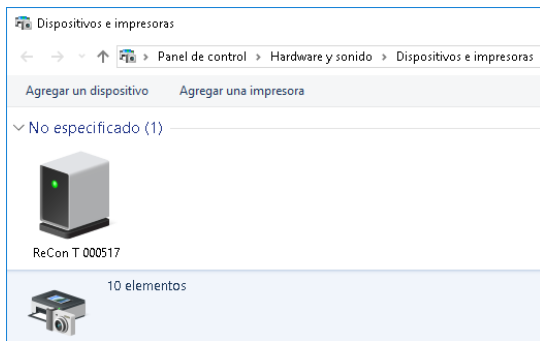 Dispositivos e impresoras
Panel de control > Hardware y sonido > Dispositivos e impresoras
Agregar un dispositivo Agregar una impresora
No especificado (1)
ReCon T 000517
10 elementos